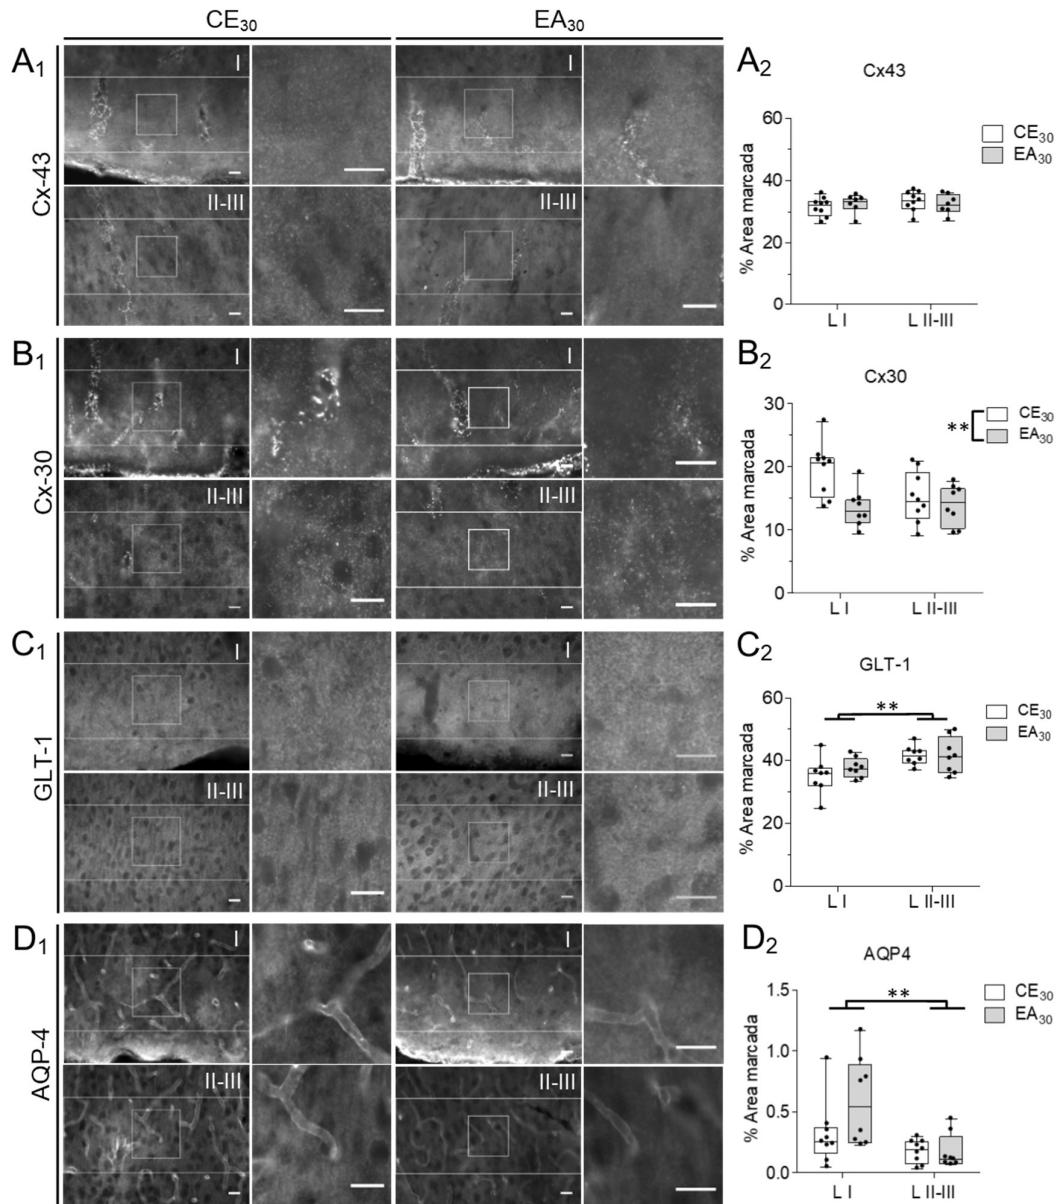 CE30 EA30
A1 A2
Cx-43
I I
II-III II-III
Cx43
% Area marcada
60
40
20
0
L I L II-III
CE30
EA30
B1 B2
Cx-30
I I
II-III II-III
Cx30
% Area marcada
30
20
10
0
L I L II-III
**
CE30
EA30
C1 C2
GLT-1
I I
II-III II-III
GLT-1
% Area marcada
60
40
20
0
**
L I L II-III
CE30
EA30
D1 D2
AQP-4
I I
II-III II-III
AQP4
% Area marcada
1.5
1.0
0.5
0.0
**
L I L II-III
CE30
EA30